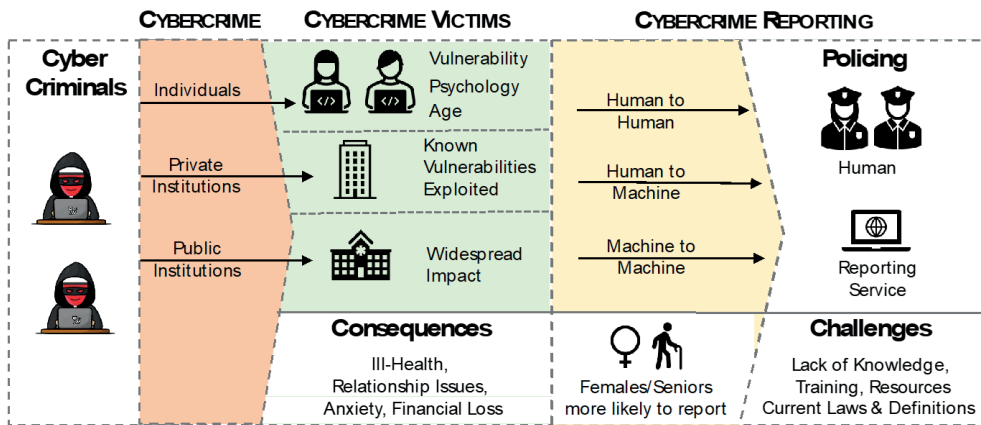 CYBERCRIME
CYBERCRIME VICTIMS
CYBERCRIME REPORTING
Cyber
Criminals
Individuals
Private
Institutions
Public
Institutions
Vulnerability
Psychology
Age
Known
Vulnerabilities
Exploited
Widespread
Impact
Consequences
Ill-Health,
Relationship Issues,
Anxiety, Financial Loss
Human to
Human
Human to
Machine
Machine to
Machine
Females/Seniors
more likely to report
Policing
Human
Reporting
Service
Challenges
Lack of Knowledge,
Training, Resources
Current Laws & Definitions